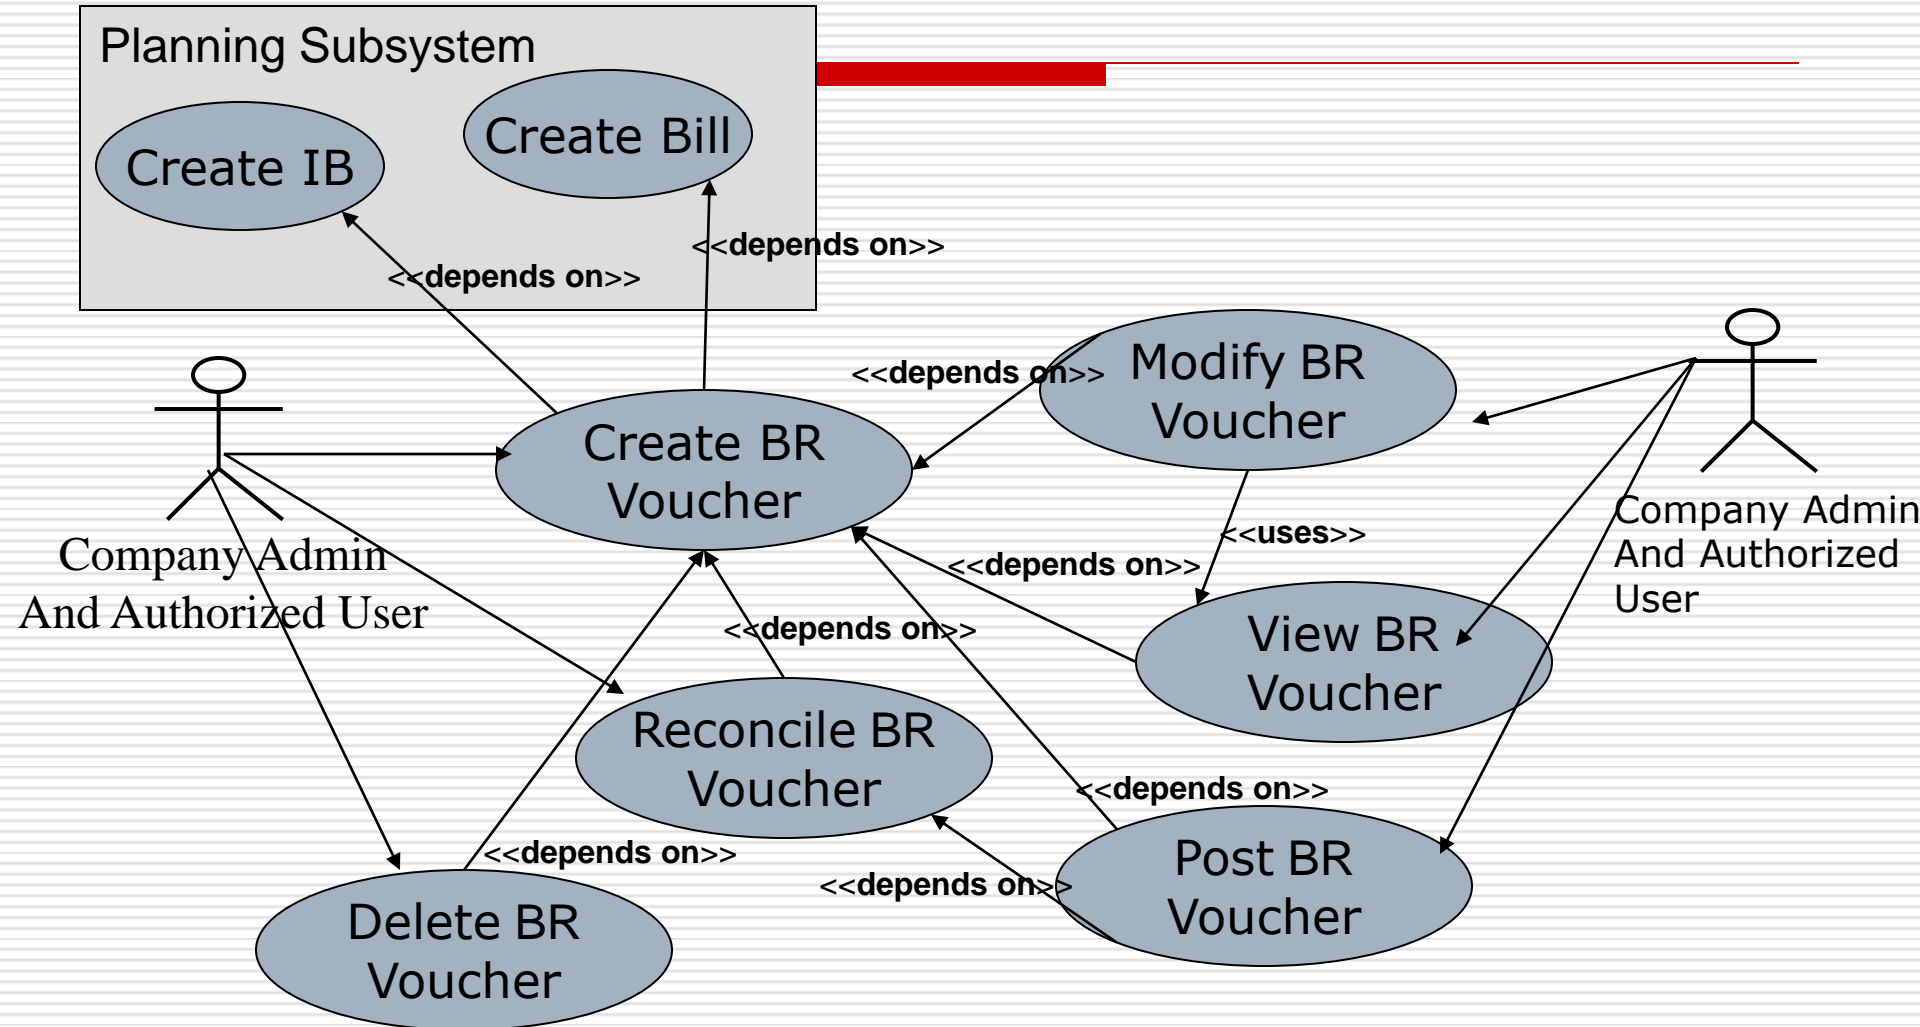 Planning Subsystem
Create IB
Create Bill
<<depends on>>
<<depends on>>
<<depends on>>
Modify BR
Voucher
Create BR
Voucher
Company Admin
And Authorized User
Company Admin
And Authorized
User
<<uses>>
<<depends on>>
<<depends on>>
View BR
Voucher
Reconcile BR
Voucher
<<depends on>>
<<depends on>>
<<depends on>>
Post BR
Voucher
Delete BR
Voucher